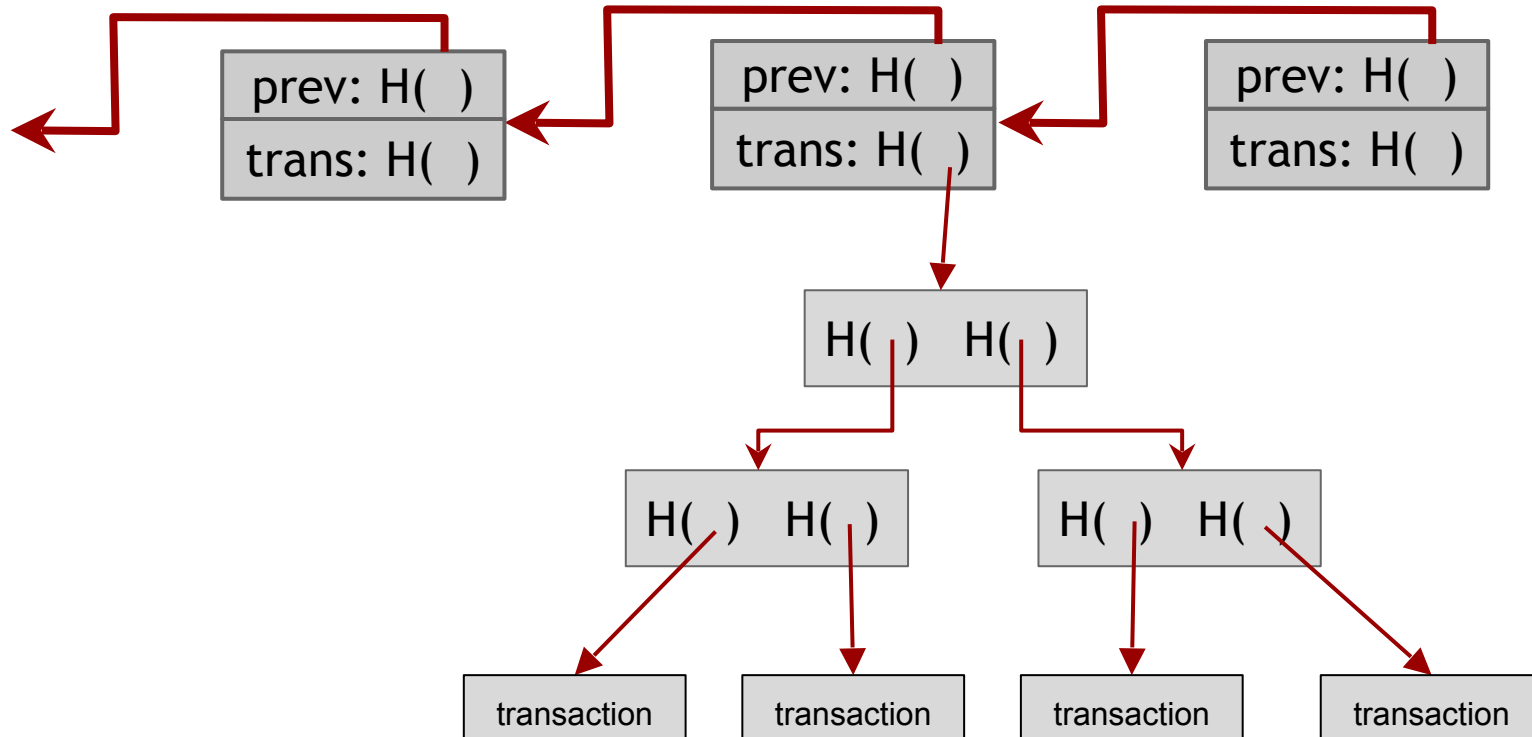 prev: H( ) prev: H( ) prev: H( )
trans: H( ) trans: H( ) trans: H( )
H( ) H( )
H( ) H( ) H( ) H( )
transaction transaction transaction transaction